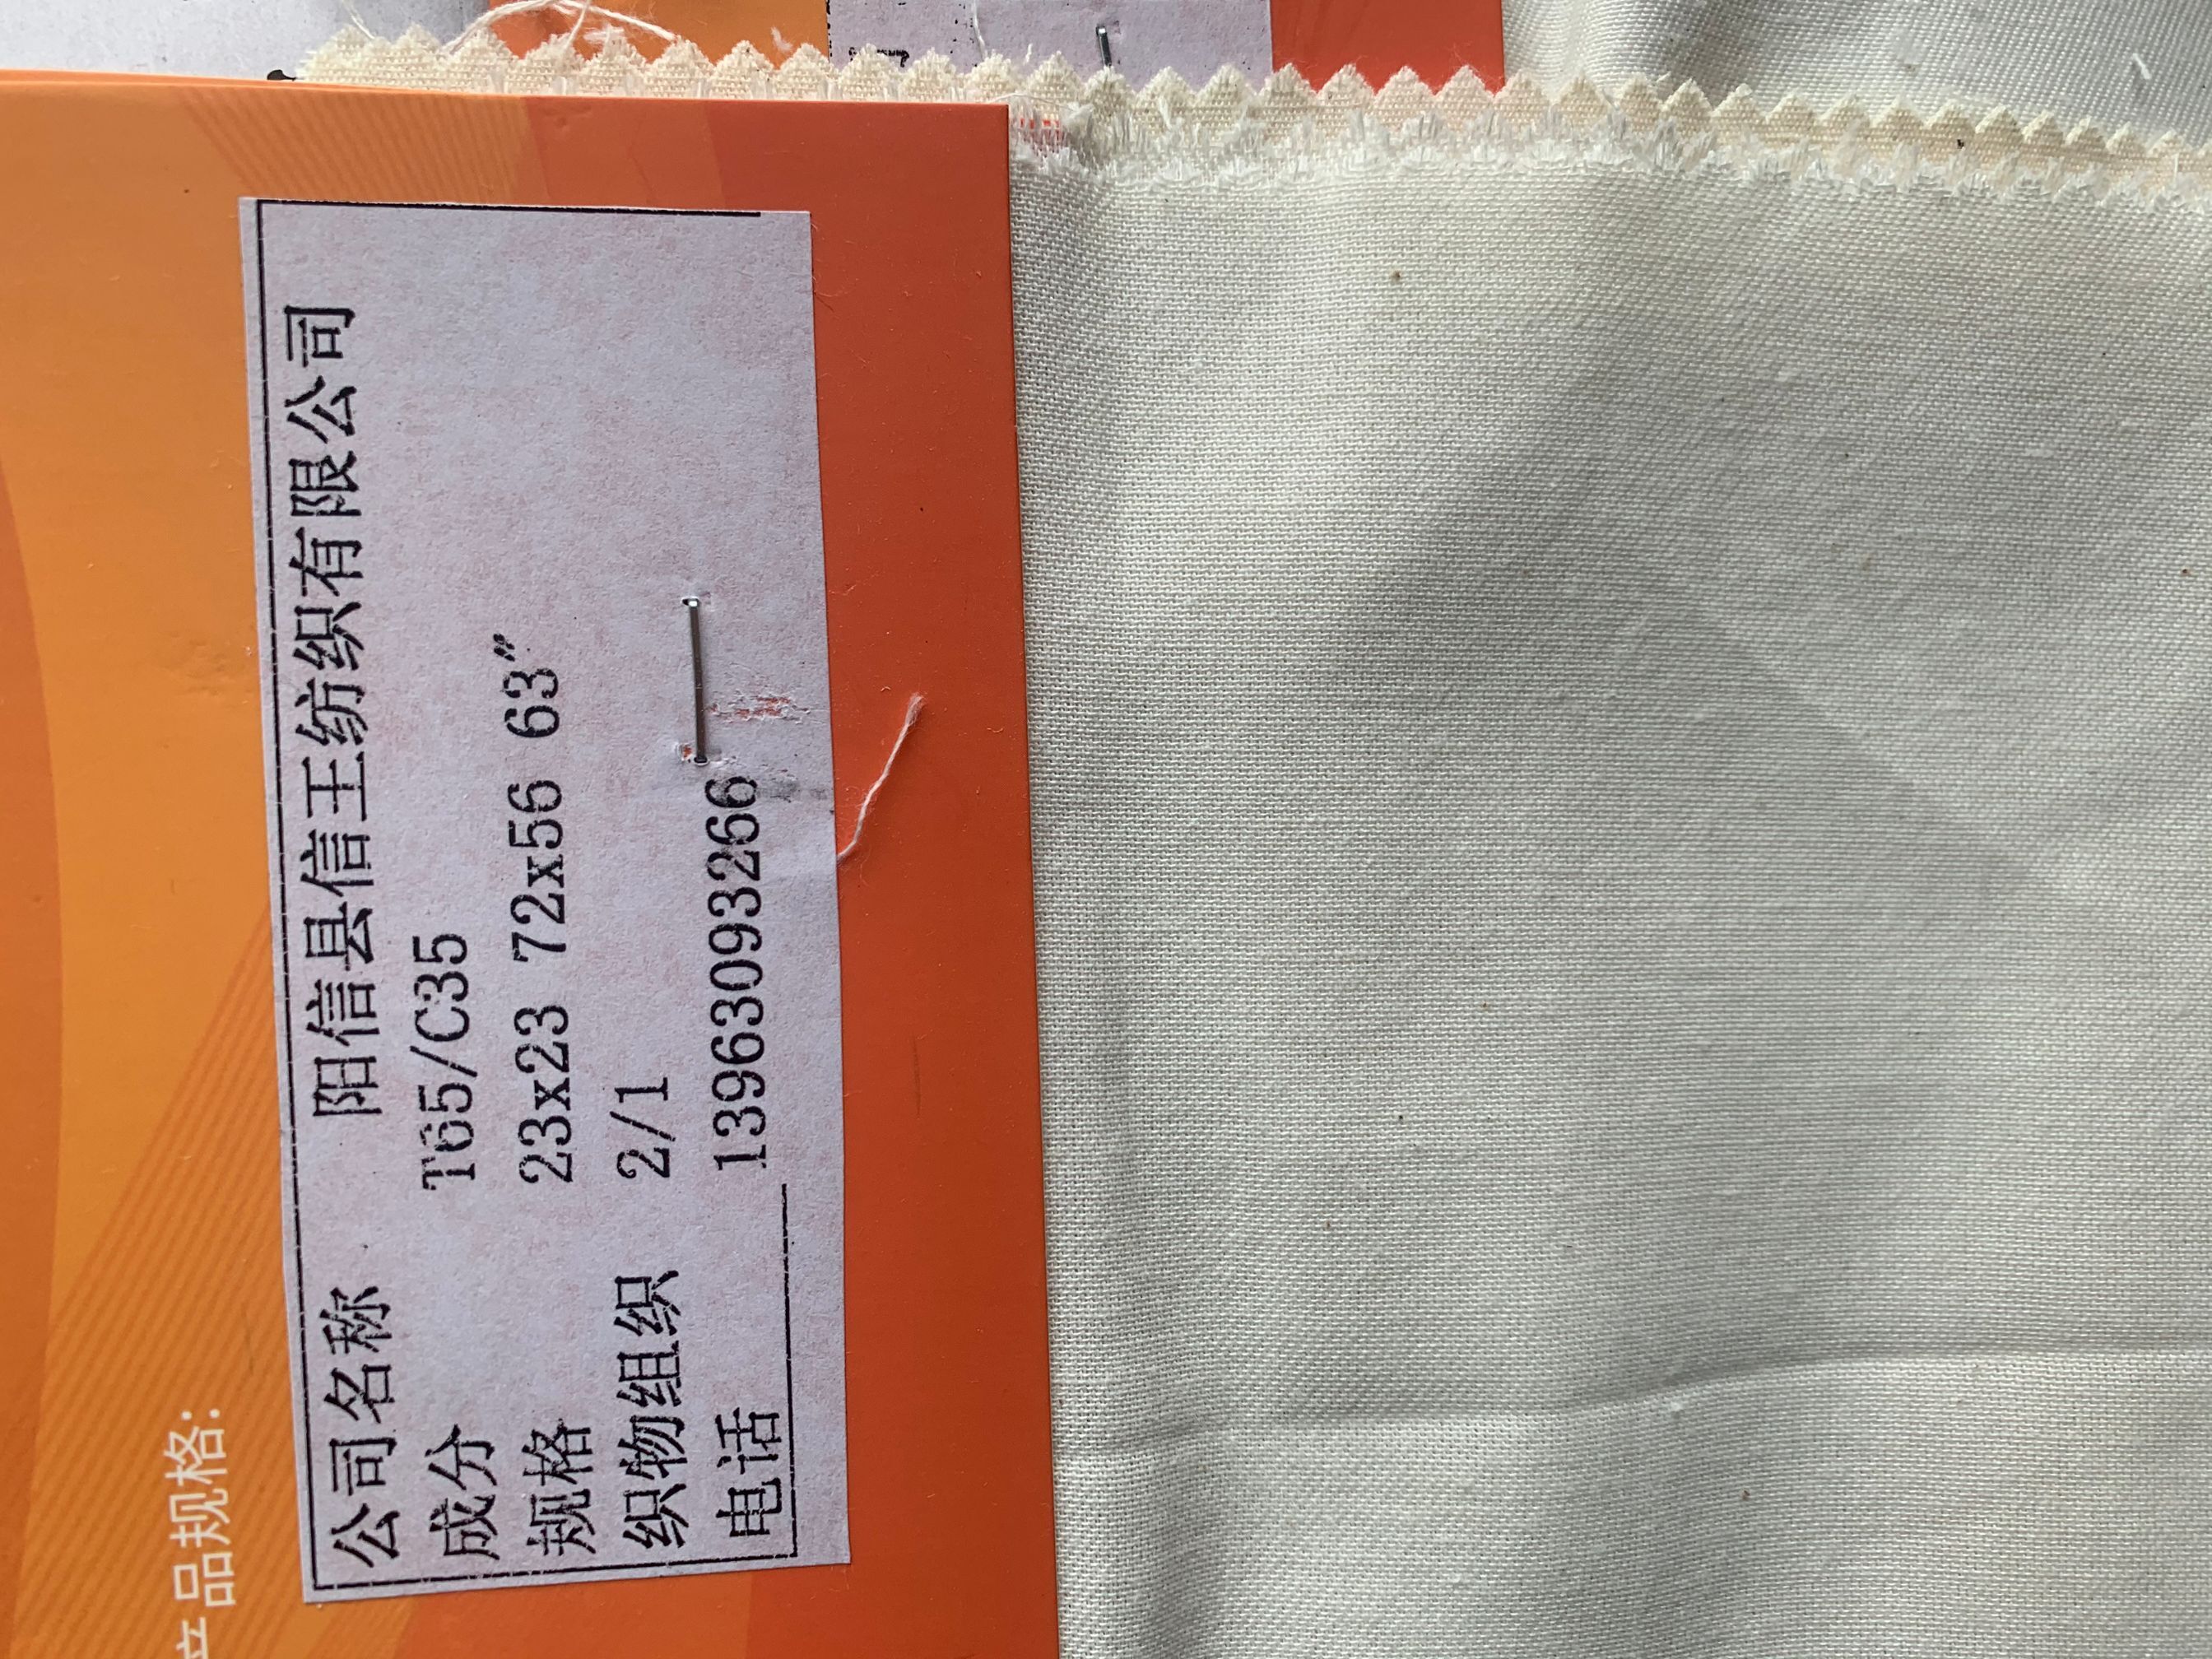 产品规格:
公司名称 阳信县信王纺织有限公司
成分 T65/C35
规格 23x23 72x56 63"
织物组织 2/1
电话 13963093266